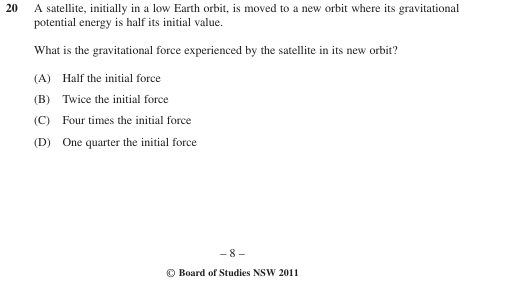 20 A satellite, initially in a low Earth orbit, is moved to a new orbit where its gravitational
potential energy is half its initial value.
What is the gravitational force experienced by the satellite in its new orbit?
(A) Half the initial force
(B) Twice the initial force
(C) Four times the initial force
(D) One quarter the initial force
– 8 –
© Board of Studies NSW 2011